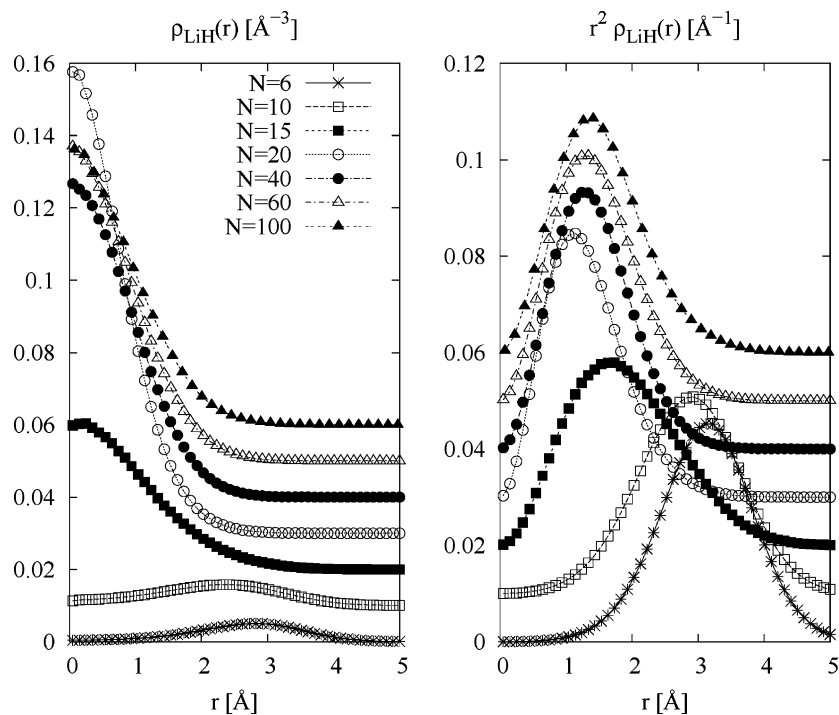 ρLiH(r) [Å−3]
r2 ρLiH(r) [Å−1]
0.16
0.14
0.12
0.1
0.08
0.06
0.04
0.02
0
N=6
N=10
N=15
N=20
N=40
N=60
N=100
0 1 2 3 4 5
r [Å]
0.12
0.1
0.08
0.06
0.04
0.02
0
0 1 2 3 4 5
r [Å]